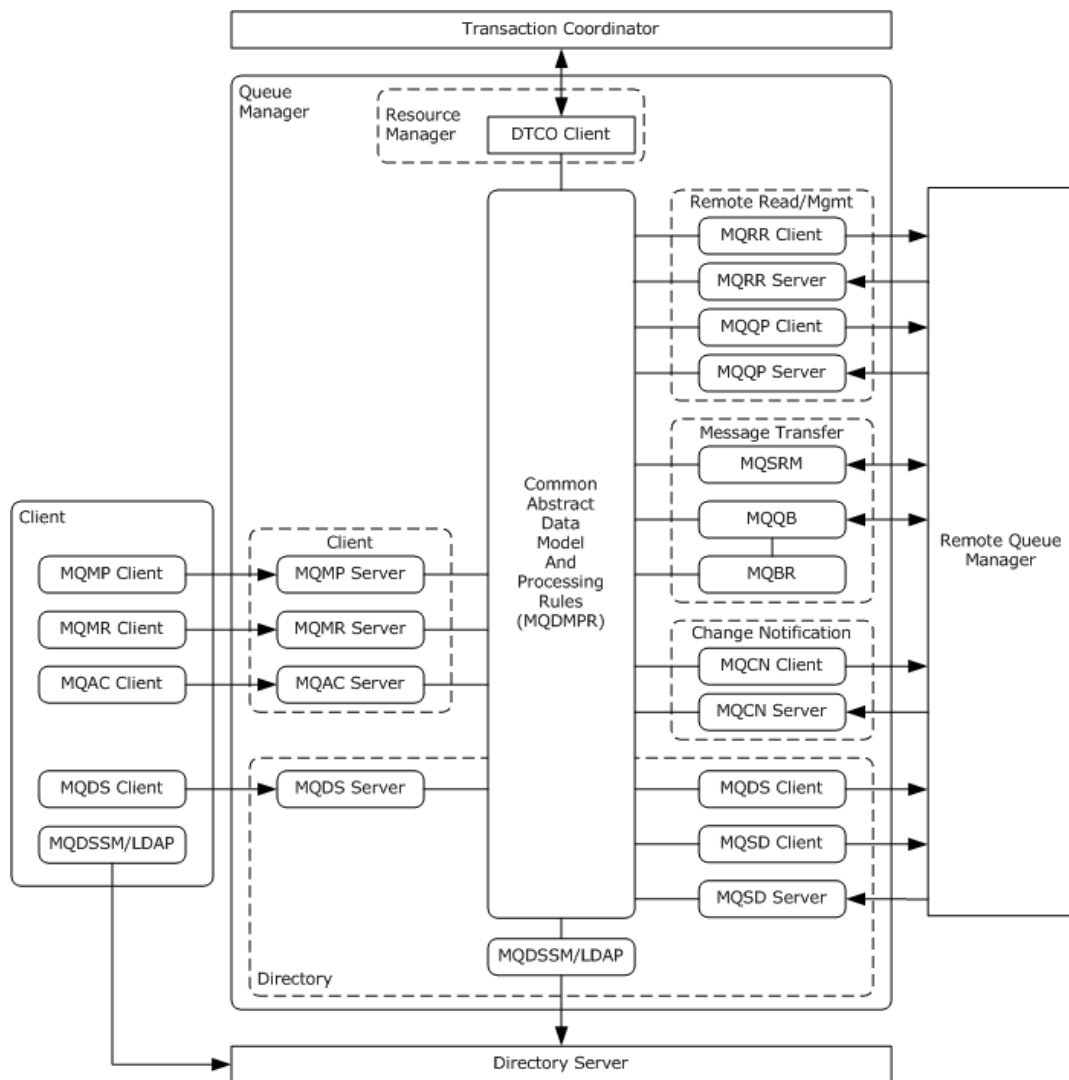 Transaction Coordinator
Queue
Manager
Resource
Manager
DTCO Client
Remote Read/Mgmt
MQRR Client
MQRR Server
MQQP Client
MQQP Server
Message Transfer
MQSRM
MQQB
MQBR
Change Notification
MQCN Client
MQCN Server
Common
Abstract
Data
Model
And
Processing
Rules
(MQDMPR)
Remote Queue
Manager
Client
MQMP Client
MQMR Client
MQAC Client
MQDS Client
MQDSSM/LDAP
Client
MQMP Server
MQMR Server
MQAC Server
MQDS Server
MQDS Client
MQSD Client
MQSD Server
MQDSSM/LDAP
Directory
Directory Server